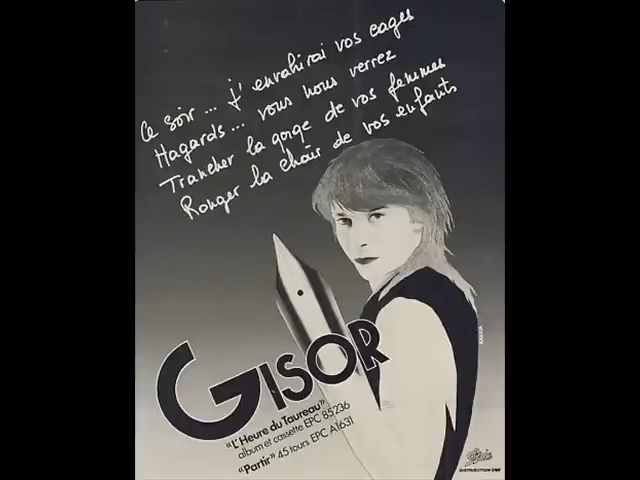 Ce soir... j'envahirai vos cages
Hagards... vous nous verrez
Trancher la gorge de vos femmes
Ronger la chair de vos enfants
GISOR
"L'Heure du Taureau"
album et cassette EPC 85236
"Partir" 45 tours EPC A1631
Epic
DISTRIBUTION CBS